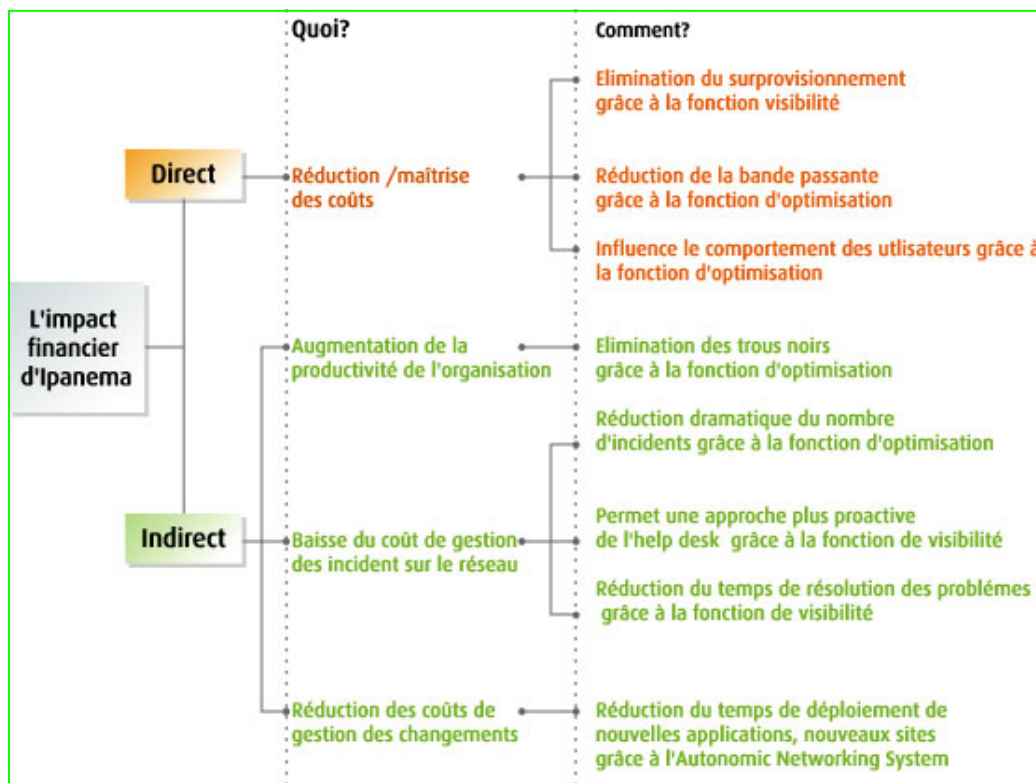 Quoi?
Comment?
Elimination du surprovisionnement
grâce à la fonction visibilité
Direct
Réduction /maîtrise
des coûts
Réduction de la bande passante
grâce à la fonction d'optimisation
Influence le comportement des utlisateurs grâce à
la fonction d'optimisation
L'impact
financier
d'Ipanema
Augmentation de la
productivité de l'organisation
Elimination des trous noirs
grâce à la fonction d'optimisation
Réduction dramatique du nombre
d'incidents grâce à la fonction d'optimisation
Indirect
Baisse du coût de gestion
des incident sur le réseau
Permet une approche plus proactive
de l'help desk grâce à la fonction de visibilité
Réduction du temps de résolution des problémes
grâce à la fonction de visibilité
Réduction des coûts de
gestion des changements
Réduction du temps de déploiement de
nouvelles applications, nouveaux sites
grâce à l'Autonomic Networking System